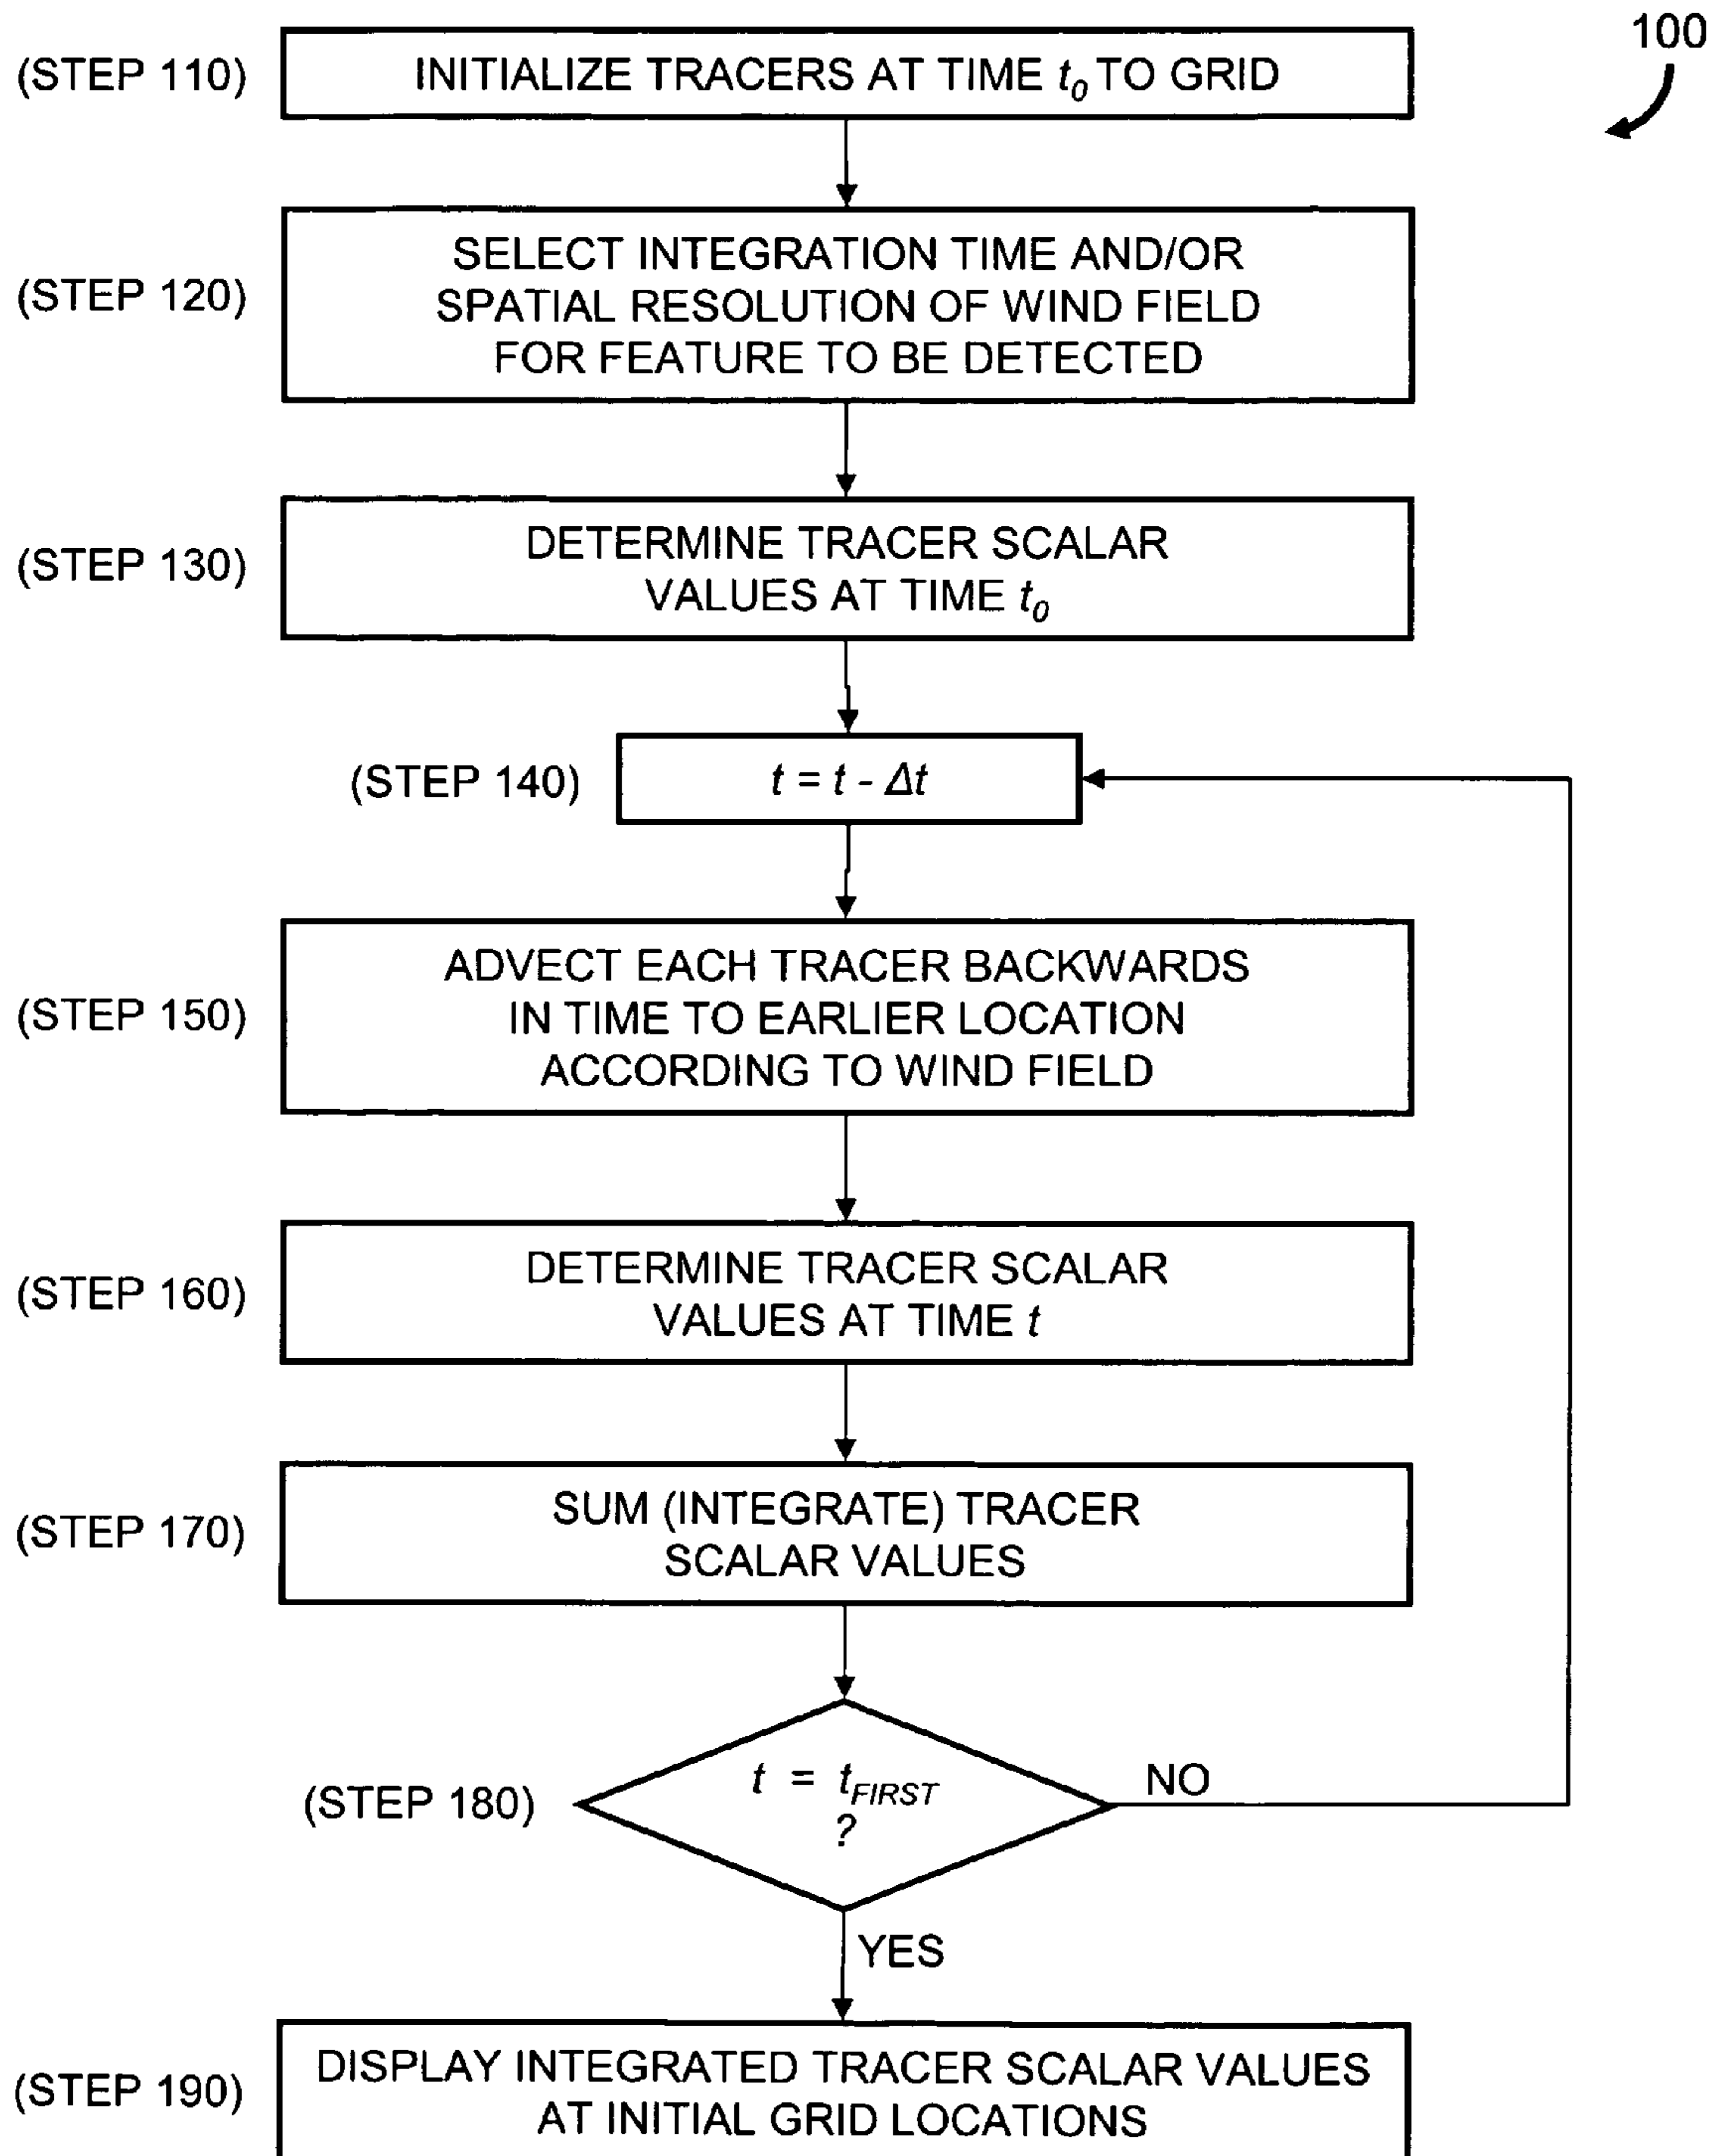 100
(STEP 110)
INITIALIZE TRACERS AT TIME t₀ TO GRID
(STEP 120)
SELECT INTEGRATION TIME AND/OR
SPATIAL RESOLUTION OF WIND FIELD
FOR FEATURE TO BE DETECTED
(STEP 130)
DETERMINE TRACER SCALAR
VALUES AT TIME t₀
(STEP 140)
t = t - Δt
(STEP 150)
ADVECT EACH TRACER BACKWARDS
IN TIME TO EARLIER LOCATION
ACCORDING TO WIND FIELD
(STEP 160)
DETERMINE TRACER SCALAR
VALUES AT TIME t
(STEP 170)
SUM (INTEGRATE) TRACER
SCALAR VALUES
(STEP 180)
t = tFIRST
?
NO
YES
(STEP 190)
DISPLAY INTEGRATED TRACER SCALAR VALUES
AT INITIAL GRID LOCATIONS